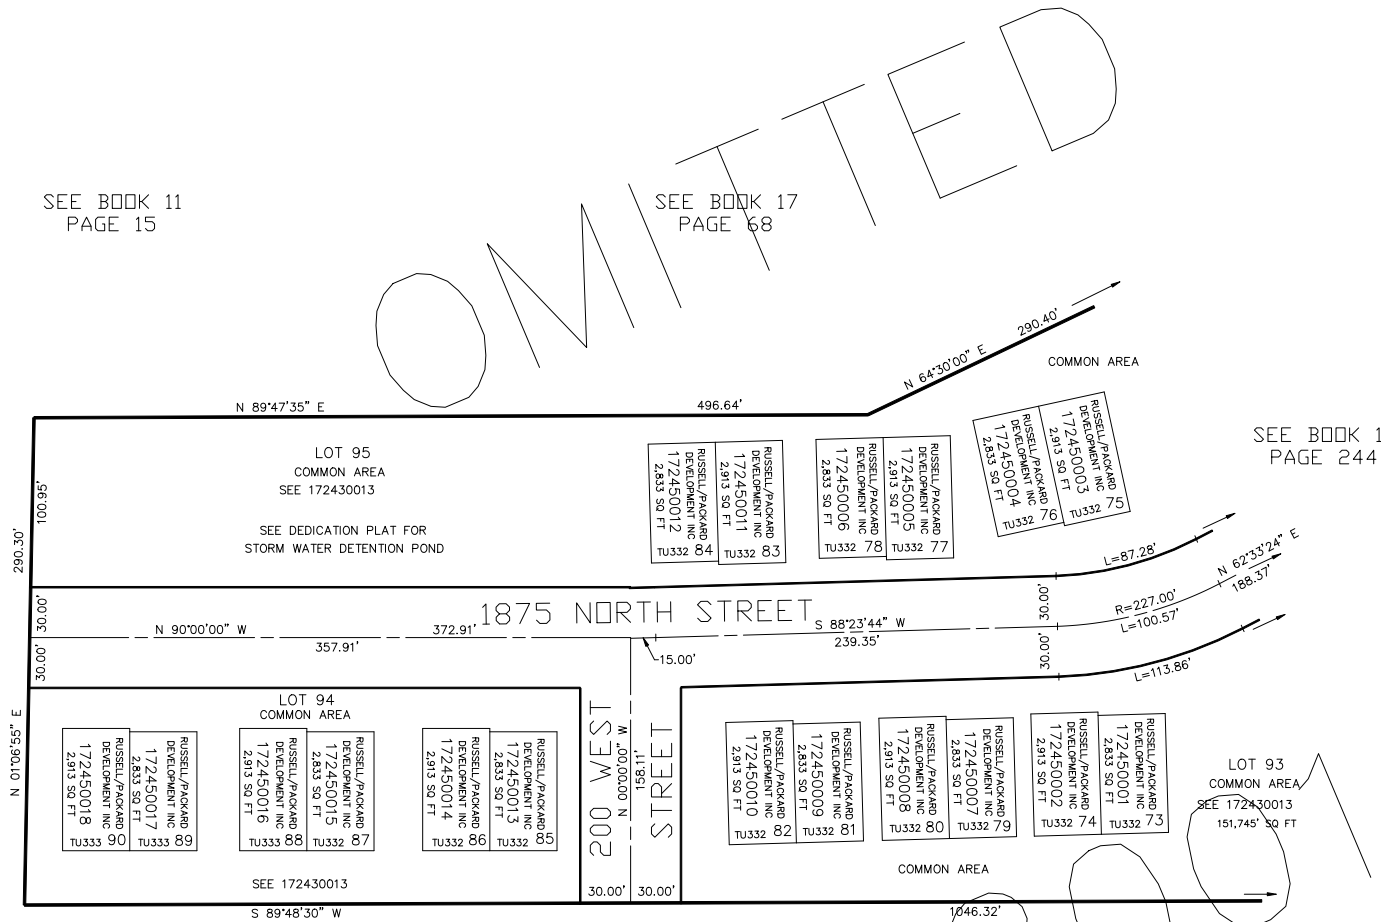 OMITTED
SEE BOOK 11
PAGE 15
SEE BOOK 17
PAGE 68
290.40'
N 64°30'00" E
COMMON AREA
N 89°47'35" E
496.64'
SEE BOOK 1
PAGE 244
LOT 95
COMMON AREA
SEE 172430013
SEE DEDICATION PLAT FOR
STORM WATER DETENTION POND
100.95'
290.30'
RUSSELL/PACKARD
DEVELOPMENT INC
172450012
2,833 SQ FT
TU332 84
RUSSELL/PACKARD
DEVELOPMENT INC
172450011
2,913 SQ FT
TU332 83
RUSSELL/PACKARD
DEVELOPMENT INC
172450006
2,833 SQ FT
TU332 78
RUSSELL/PACKARD
DEVELOPMENT INC
172450005
2,913 SQ FT
TU332 77
RUSSELL/PACKARD
DEVELOPMENT INC
172450004
2,833 SQ FT
TU332 76
RUSSELL/PACKARD
DEVELOPMENT INC
172450003
2,913 SQ FT
TU332 75
L=87.28'
N 62°33'24" E
188.37'
R=227.00'
L=100.57'
L=113.86'
30.00'
30.00'
1875 NORTH STREET
N 90°00'00" W
372.91'
357.91'
S 88°23'44" W
239.35'
15.00'
30.00'
30.00'
N 01°06'55" E
LOT 94
COMMON AREA
RUSSELL/PACKARD
DEVELOPMENT INC
172450018
2,913 SQ FT
TU333 90
RUSSELL/PACKARD
DEVELOPMENT INC
172450017
2,833 SQ FT
TU333 89
RUSSELL/PACKARD
DEVELOPMENT INC
172450016
2,913 SQ FT
TU333 88
RUSSELL/PACKARD
DEVELOPMENT INC
172450015
2,833 SQ FT
TU332 87
RUSSELL/PACKARD
DEVELOPMENT INC
172450014
2,913 SQ FT
TU332 86
RUSSELL/PACKARD
DEVELOPMENT INC
172450013
2,833 SQ FT
TU332 85
SEE 172430013
200 WEST
STREET
N 0°00'00" W
158.11'
30.00'
30.00'
RUSSELL/PACKARD
DEVELOPMENT INC
172450010
2,913 SQ FT
TU332 82
RUSSELL/PACKARD
DEVELOPMENT INC
172450009
2,833 SQ FT
TU332 81
RUSSELL/PACKARD
DEVELOPMENT INC
172450008
2,913 SQ FT
TU332 80
RUSSELL/PACKARD
DEVELOPMENT INC
172450007
2,833 SQ FT
TU332 79
RUSSELL/PACKARD
DEVELOPMENT INC
172450002
2,913 SQ FT
TU332 74
RUSSELL/PACKARD
DEVELOPMENT INC
172450001
2,833 SQ FT
TU332 73
LOT 93
COMMON AREA
SEE 172430013
151,745' SQ FT
COMMON AREA
S 89°48'30" W
1046.32'